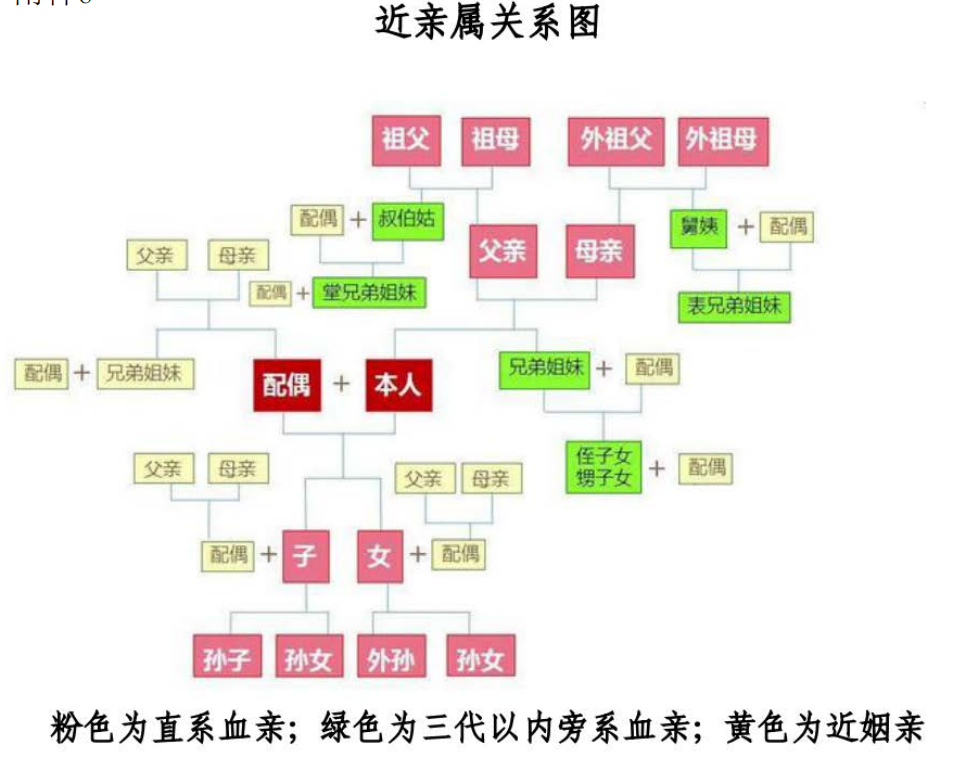 近亲属关系图
祖父 祖母 外祖父 外祖母
配偶 + 叔伯姑 舅姨 + 配偶
父亲 母亲 父亲 母亲
配偶 + 堂兄弟姐妹 表兄弟姐妹
配偶 + 兄弟姐妹 配偶 + 本人 兄弟姐妹 + 配偶
侄子女
甥子女 + 配偶
父亲 母亲 父亲 母亲
配偶 + 子 女 + 配偶
孙子 孙女 外孙 孙女
粉色为直系血亲；绿色为三代以内旁系血亲；黄色为近姻亲